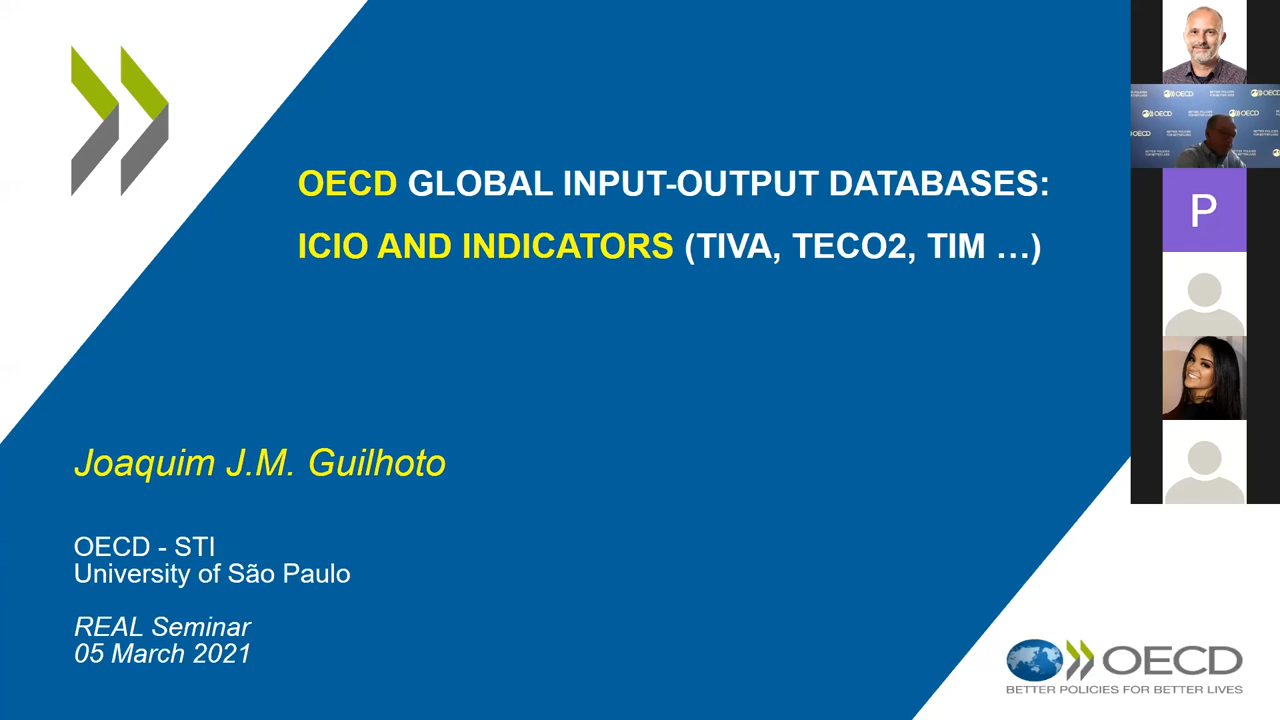 OECD GLOBAL INPUT-OUTPUT DATABASES:
ICIO AND INDICATORS (TIVA, TECO2, TIM …)
Joaquim J.M. Guilhoto
OECD - STI
University of São Paulo
REAL Seminar
05 March 2021
OECD
BETTER POLICIES FOR BETTER LIVES
P